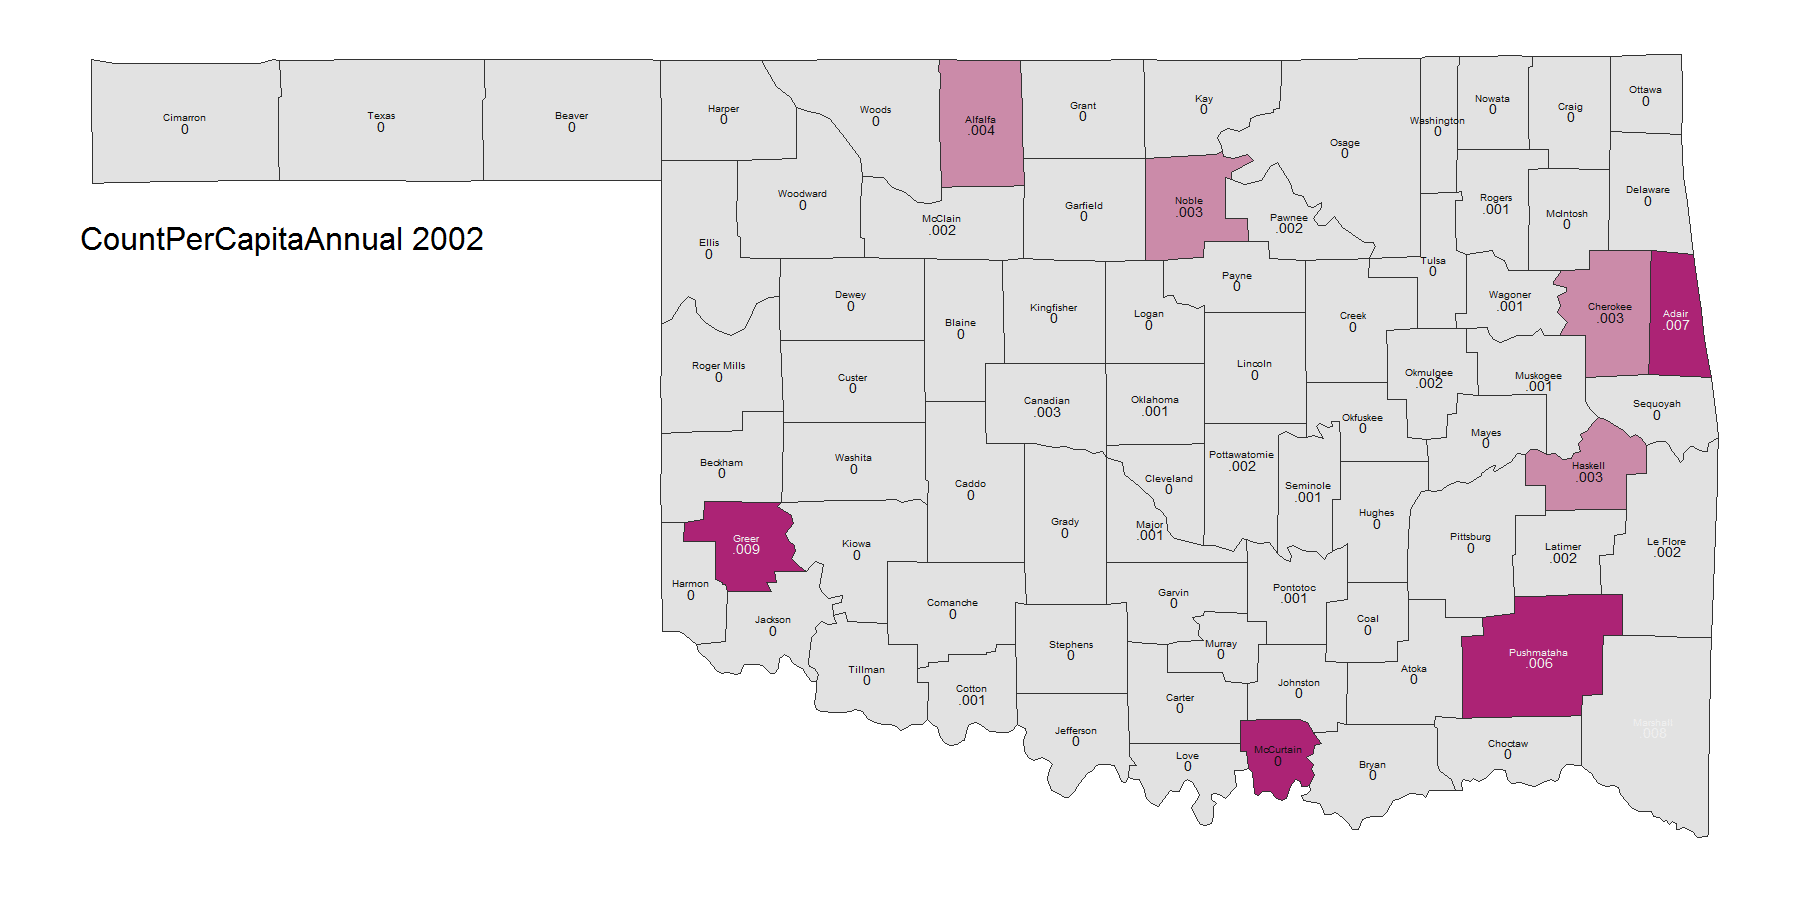 Cimarron
0
Texas
0
Beaver
0
Harper
0
Woods
0
Alfalfa
.004
Grant
0
Kay
0
Osage
0
Washington
0
Nowata
0
Craig
0
Ottawa
0
Woodward
0
McClain
.002
Garfield
0
Noble
.003
Pawnee
.002
Rogers
.001
McIntosh
0
Delaware
0
CountPerCapitaAnnual 2002
Ellis
0
Dewey
0
Blaine
0
Kingfisher
0
Logan
0
Payne
0
Creek
0
Tulsa
0
Wagoner
.001
Cherokee
.003
Adair
.007
Roger Mills
0
Custer
0
Canadian
.003
Oklahoma
.001
Lincoln
0
Okmulgee
.002
Muskogee
.001
Sequoyah
0
Okfuskee
0
Mayes
0
Beckham
0
Washita
0
Caddo
0
Cleveland
0
Pottawatomie
.002
Seminole
.001
Haskell
.003
Greer
.009
Kiowa
0
Grady
0
Major
.001
Hughes
0
Pittsburg
0
Latimer
.002
Le Flore
.002
Harmon
0
Jackson
0
Comanche
0
Garvin
0
Pontotoc
.001
Coal
0
Tillman
0
Cotton
.001
Stephens
0
Murray
0
Johnston
0
Atoka
0
Pushmataha
.006
Carter
0
Jefferson
0
Love
0
McCurtain
0
Bryan
0
Choctaw
0
Marshall
.008